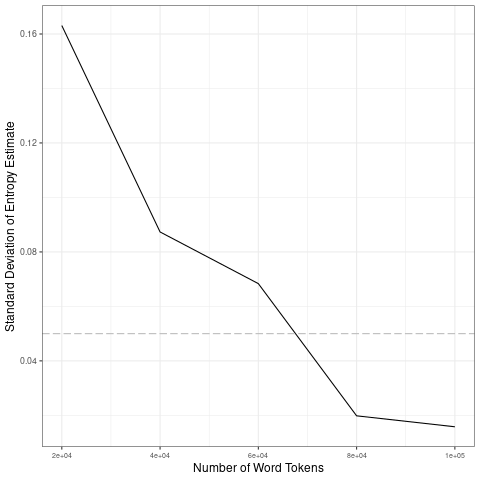 Standard Deviation of Entropy Estimate
0.16
0.12
0.08
0.04
2e+04 4e+04 6e+04 8e+04 1e+05
Number of Word Tokens